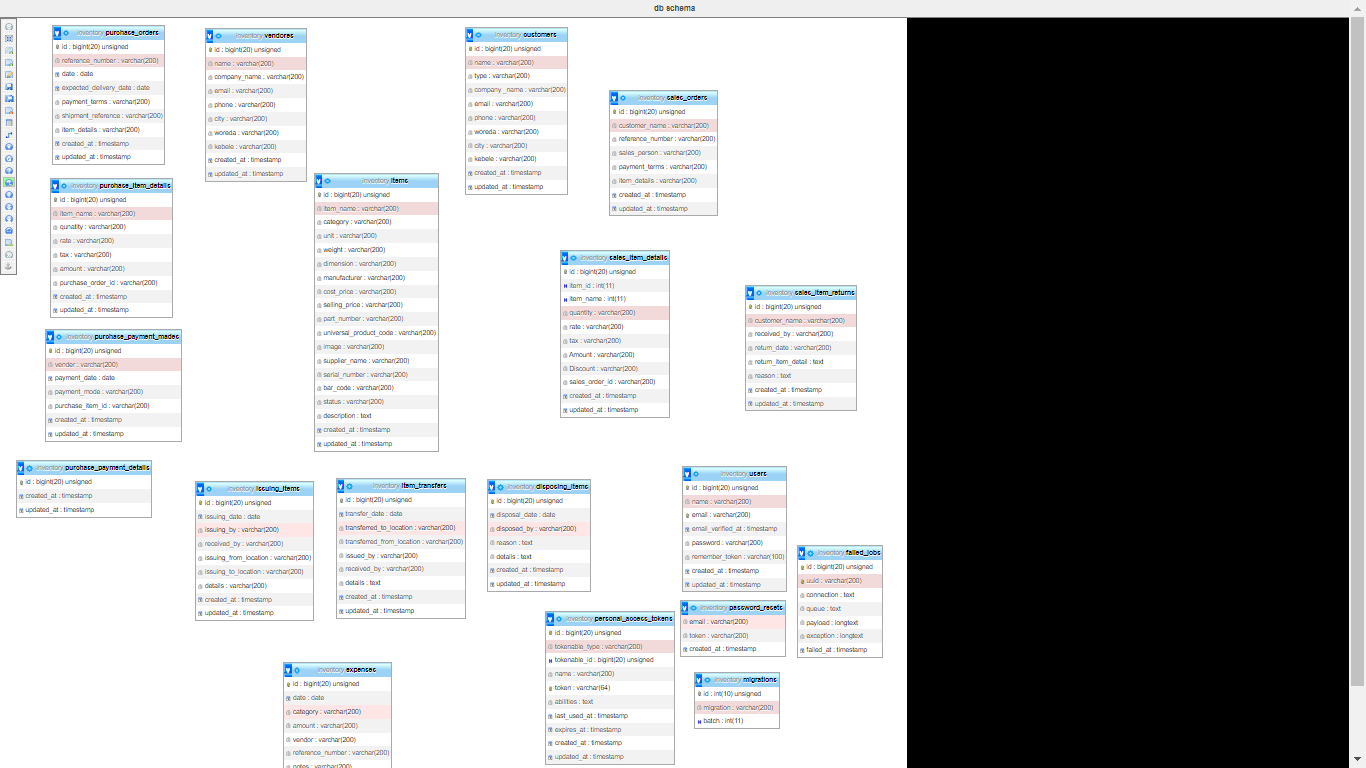 db schema
inventory purchase_orders
id : bigint(20) unsigned
reference_number : varchar(200)
date : date
expected_delivery_date : date
payment_terms : varchar(200)
shipment_reference : varchar(200)
item_details : varchar(200)
created_at : timestamp
updated_at : timestamp
inventory vendores
id : bigint(20) unsigned
name : varchar(200)
company_name : varchar(200)
email : varchar(200)
phone : varchar(200)
city : varchar(200)
woreda : varchar(200)
kebele : varchar(200)
created_at : timestamp
updated_at : timestamp
inventory customers
id : bigint(20) unsigned
name : varchar(200)
type : varchar(200)
company_name : varchar(200)
email : varchar(200)
phone : varchar(200)
woreda : varchar(200)
city : varchar(200)
kebele : varchar(200)
created_at : timestamp
updated_at : timestamp
inventory sales_orders
id : bigint(20) unsigned
customer_name : varchar(200)
reference_number : varchar(200)
sales_person : varchar(200)
payment_terms : varchar(200)
item_details : varchar(200)
created_at : timestamp
updated_at : timestamp
inventory purchase_item_details
id : bigint(20) unsigned
item_name : varchar(200)
qunatity : varchar(200)
rate : varchar(200)
tax : varchar(200)
amount : varchar(200)
purchase_order_id : varchar(200)
created_at : timestamp
updated_at : timestamp
inventory items
id : bigint(20) unsigned
item_name : varchar(200)
category : varchar(200)
unit : varchar(200)
weight : varchar(200)
dimension : varchar(200)
manufacturer : varchar(200)
cost_price : varchar(200)
selling_price : varchar(200)
part_number : varchar(200)
universal_product_code : varchar(200)
image : varchar(200)
supplier_name : varchar(200)
serial_number : varchar(200)
bar_code : varchar(200)
status : varchar(200)
description : text
created_at : timestamp
updated_at : timestamp
inventory sales_item_details
id : bigint(20) unsigned
item_id : int(11)
item_name : int(11)
quantity : varchar(200)
rate : varchar(200)
tax : varchar(200)
Amount : varchar(200)
Discount : varchar(200)
sales_order_id : varchar(200)
created_at : timestamp
updated_at : timestamp
inventory sales_item_returns
id : bigint(20) unsigned
customer_name : varchar(200)
received_by : varchar(200)
return_date : varchar(200)
return_item_detail : text
reason : text
created_at : timestamp
updated_at : timestamp
inventory purchase_payment_mades
id : bigint(20) unsigned
vender : varchar(200)
payment_date : date
payment_mode : varchar(200)
purchase_item_id : varchar(200)
created_at : timestamp
updated_at : timestamp
inventory purchase_payment_details
id : bigint(20) unsigned
created_at : timestamp
updated_at : timestamp
inventory issuing_items
id : bigint(20) unsigned
issuing_date : date
issuing_by : varchar(200)
received_by : varchar(200)
issuing_from_location : varchar(200)
issuing_to_location : varchar(200)
details : varchar(200)
created_at : timestamp
updated_at : timestamp
inventory item_transfers
id : bigint(20) unsigned
transfer_date : date
transferred_to_location : varchar(200)
transferred_from_location : varchar(200)
issued_by : varchar(200)
received_by : varchar(200)
details : text
created_at : timestamp
updated_at : timestamp
inventory disposing_items
id : bigint(20) unsigned
disposal_date : date
disposed_by : varchar(200)
reason : text
details : text
created_at : timestamp
updated_at : timestamp
inventory users
id : bigint(20) unsigned
name : varchar(200)
email : varchar(200)
email_verified_at : timestamp
password : varchar(200)
remember_token : varchar(100)
created_at : timestamp
updated_at : timestamp
inventory failed_jobs
id : bigint(20) unsigned
uuid : varchar(200)
connection : text
queue : text
payload : longtext
exception : longtext
failed_at : timestamp
inventory password_resets
email : varchar(200)
token : varchar(200)
created_at : timestamp
inventory personal_access_tokens
id : bigint(20) unsigned
tokenable_type : varchar(200)
tokenable_id : bigint(20) unsigned
name : varchar(200)
token : varchar(64)
abilities : text
last_used_at : timestamp
expires_at : timestamp
created_at : timestamp
updated_at : timestamp
inventory migrations
id : int(10) unsigned
migration : varchar(200)
batch : int(11)
inventory expenses
id : bigint(20) unsigned
date : date
category : varchar(200)
amount : varchar(200)
vendor : varchar(200)
reference_number : varchar(200)
notes : varchar(200)